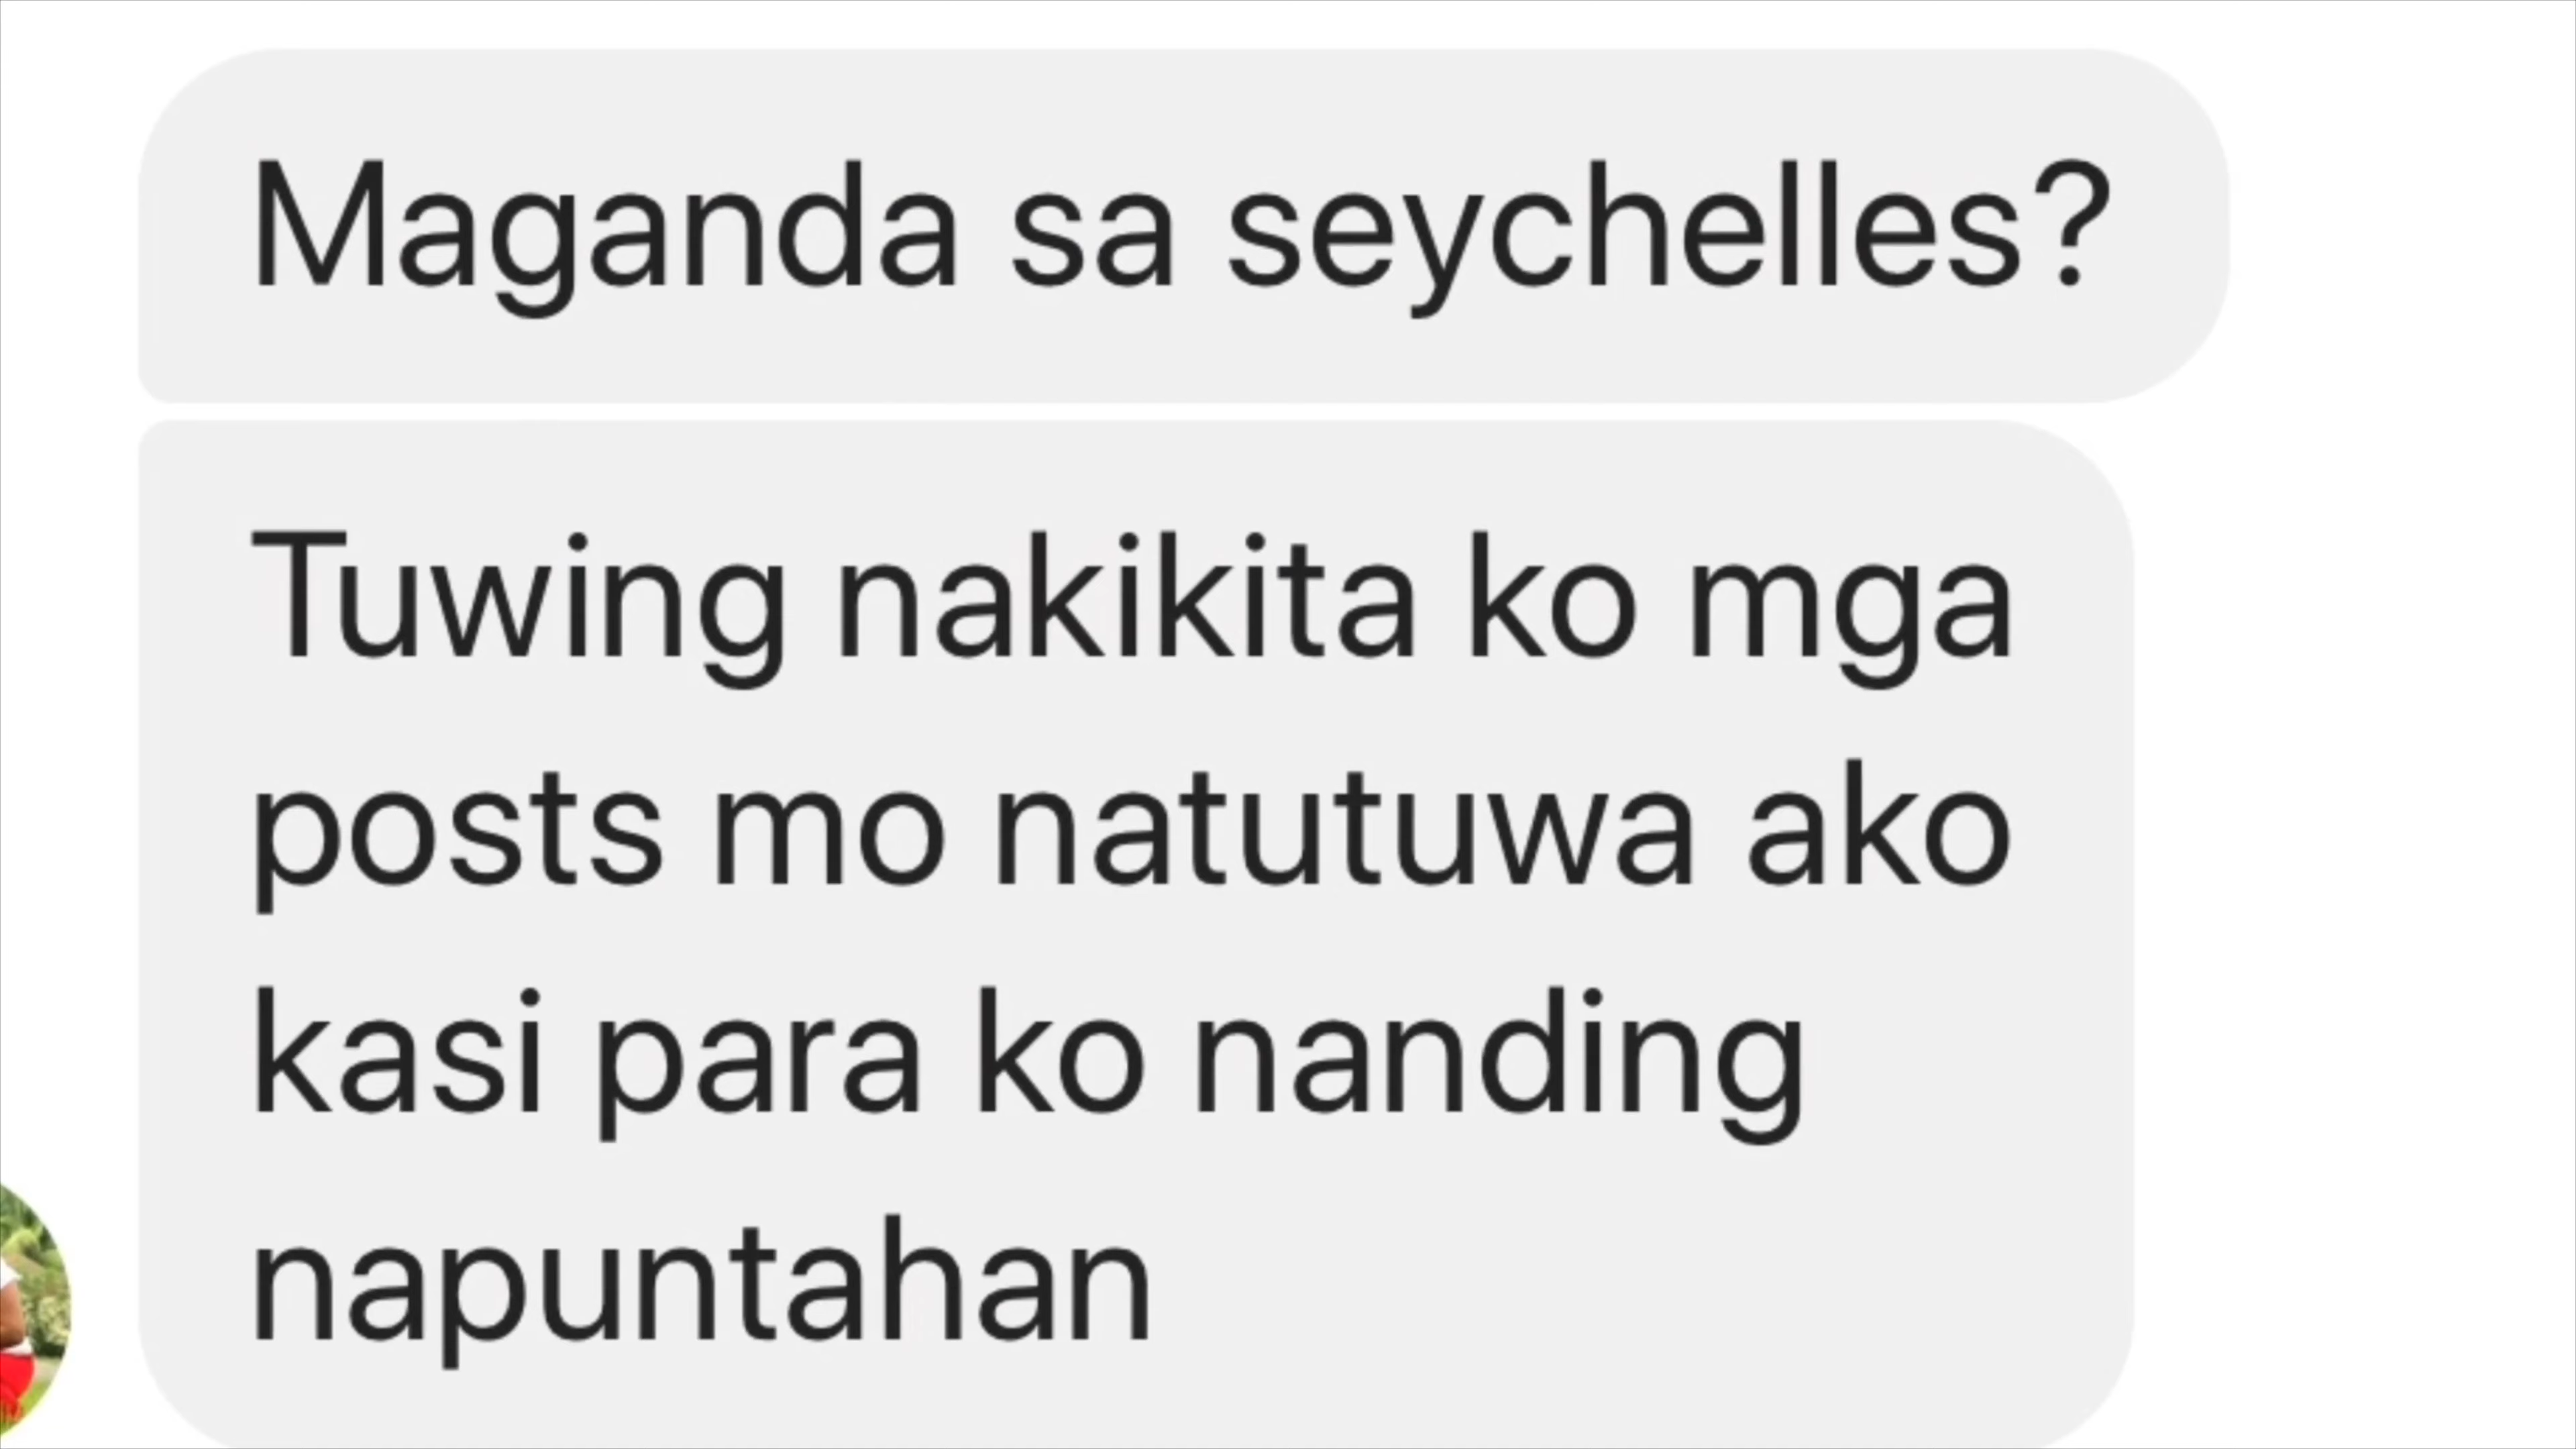 Maganda sa seychelles?
Tuwing nakikita ko mga
posts mo natutuwa ako
kasi para ko nanding
napuntahan